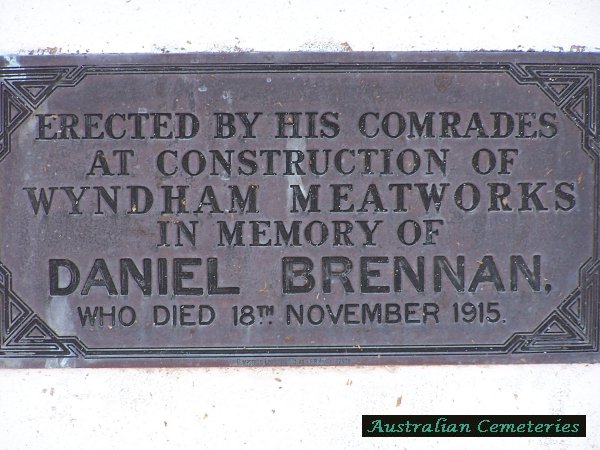 ERECTED BY HIS COMRADES
AT CONSTRUCTION OF
WYNDHAM MEATWORKS
IN MEMORY OF
DANIEL BRENNAN,
WHO DIED 18TH NOVEMBER 1915.
Australian Cemeteries